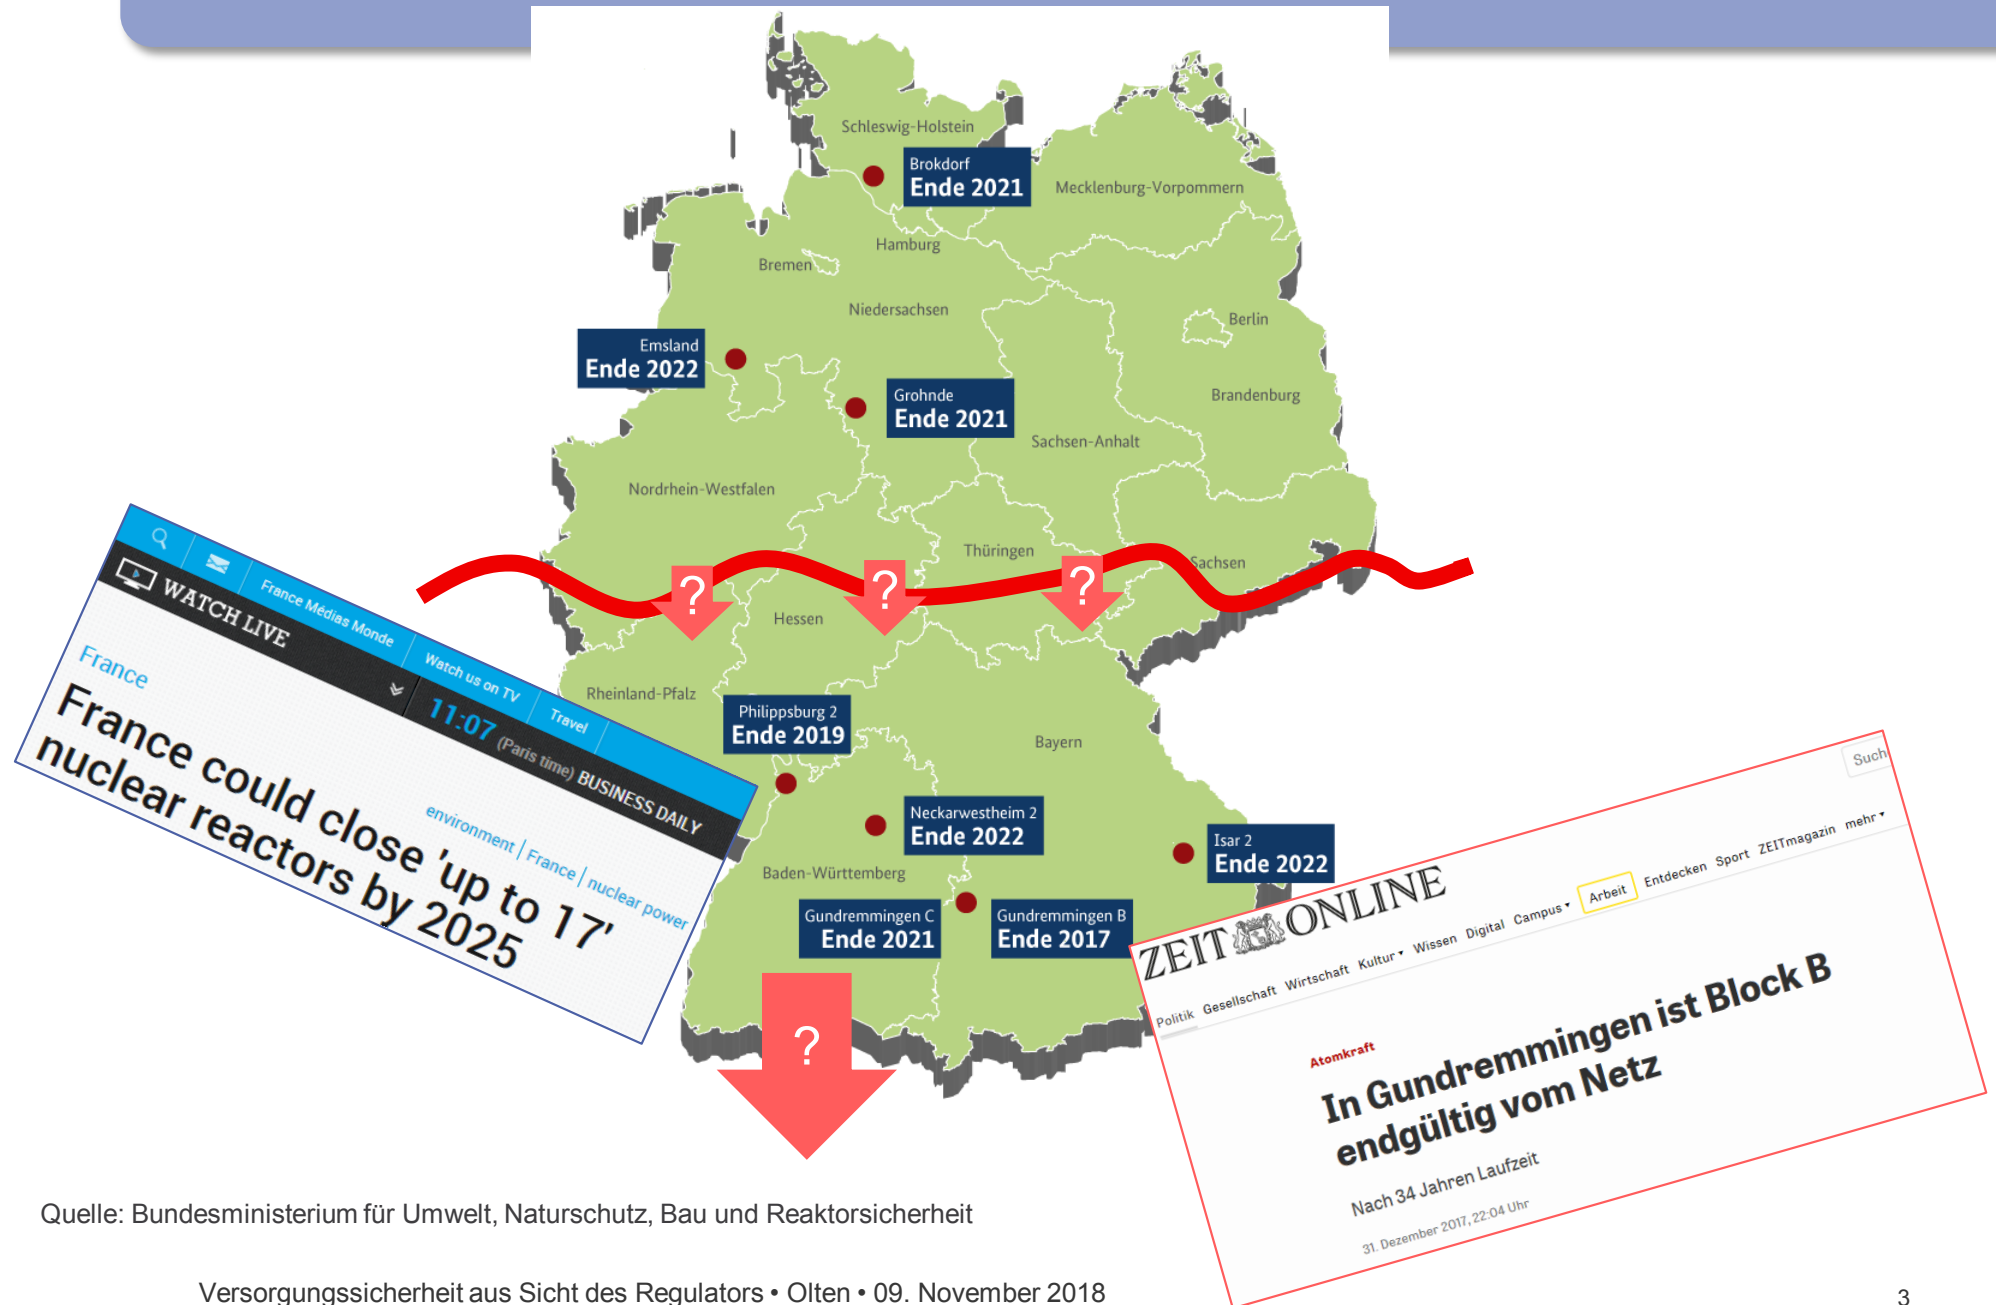 Schleswig-Holstein
Brokdorf
Ende 2021
Mecklenburg-Vorpommern
Hamburg
Bremen
Niedersachsen
Berlin
Emsland
Ende 2022
Grohnde
Ende 2021
Brandenburg
Sachsen-Anhalt
Nordrhein-Westfalen
Thüringen
Sachsen
?
?
?
Hessen
Rheinland-Pfalz
Philippsburg 2
Ende 2019
Bayern
Neckarwestheim 2
Ende 2022
Isar 2
Ende 2022
Baden-Württemberg
Gundremmingen C
Ende 2021
Gundremmingen B
Ende 2017
?
France Médias Monde
Watch us on TV
Travel
WATCH LIVE
11:07 (Paris time) BUSINESS DAILY
France
environment | France | nuclear power
France could close 'up to 17'
nuclear reactors by 2025
Such
ZEIT ONLINE
Politik Gesellschaft Wirtschaft Kultur Wissen Digital Campus Arbeit Entdecken Sport ZEITmagazin mehr
Atomkraft
In Gundremmingen ist Block B
endgültig vom Netz
Nach 34 Jahren Laufzeit
31. Dezember 2017, 22:04 Uhr
Quelle: Bundesministerium für Umwelt, Naturschutz, Bau und Reaktorsicherheit
Versorgungssicherheit aus Sicht des Regulators • Olten • 09. November 2018
3